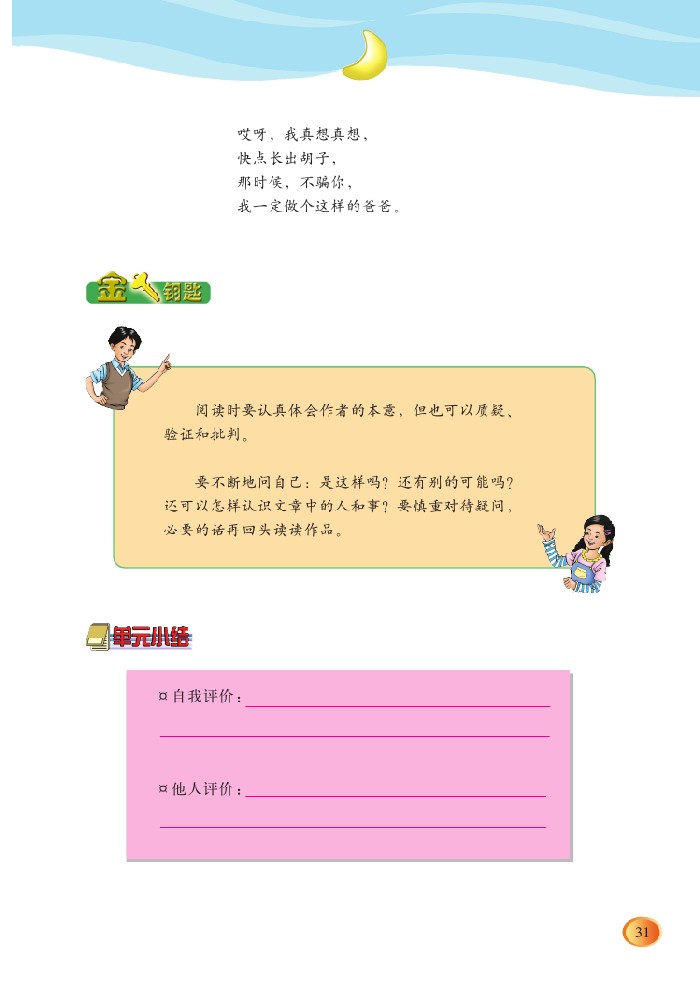 哎呀，我真想真想，
快点长出胡子，
那时候，不骗你，
我一定做个这样的爸爸。
金钥匙
阅读时要认真体会作者的本意，但也可以质疑、
验证和批判。
要不断地问自己：是这样吗？还有别的可能吗？
还可以怎样认识文章中的人和事？要慎重对待疑问，
必要的话再回头读读作品。
单元小结
¤自我评价：
¤他人评价：
31